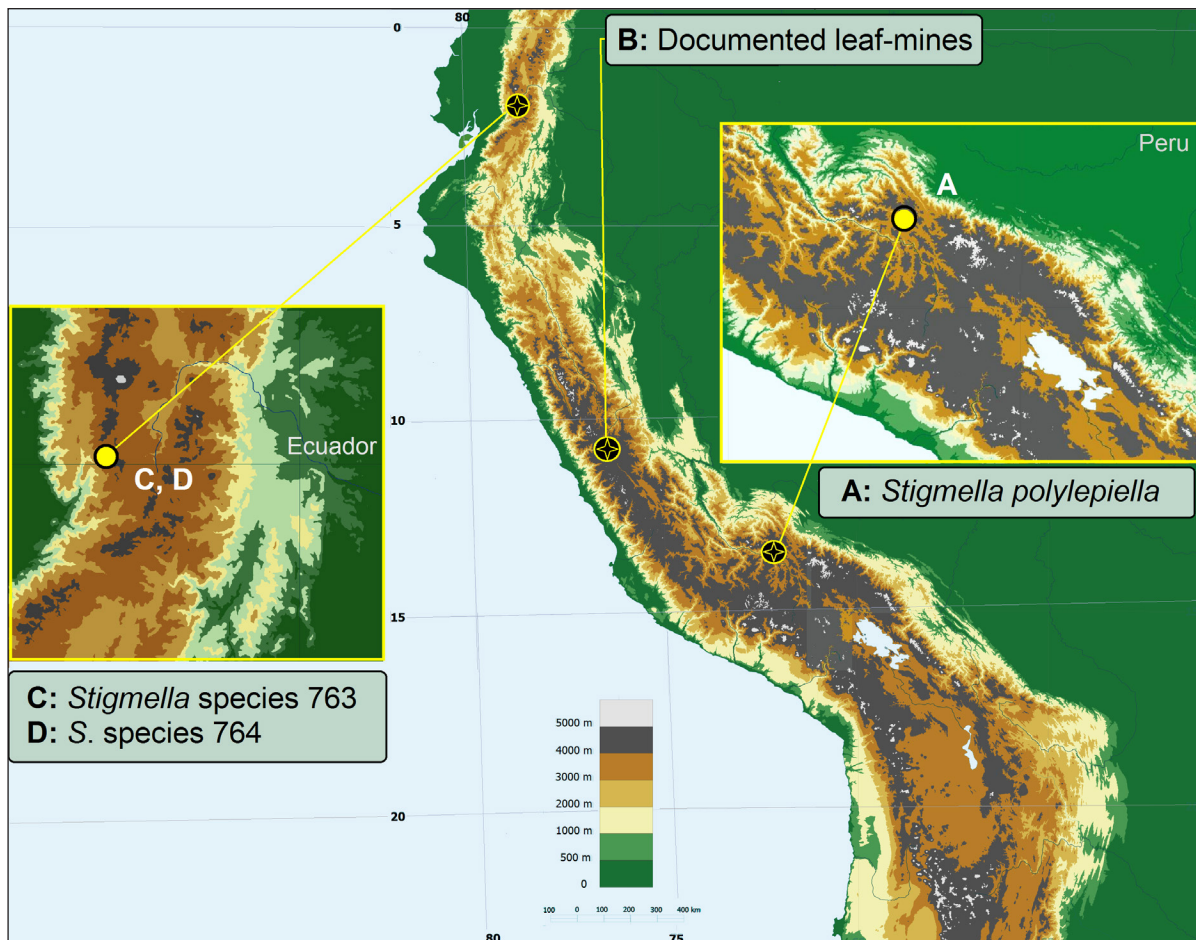 80
0
B: Documented leaf-mines
Peru
A
5
10
Ecuador
C, D
A: Stigmella polylepiella
15
C: Stigmella species 763
D: S. species 764
5000 m
4000 m
3000 m
2000 m
1000 m
500 m
0
20
100 0 100 200 300 400 km
80
75